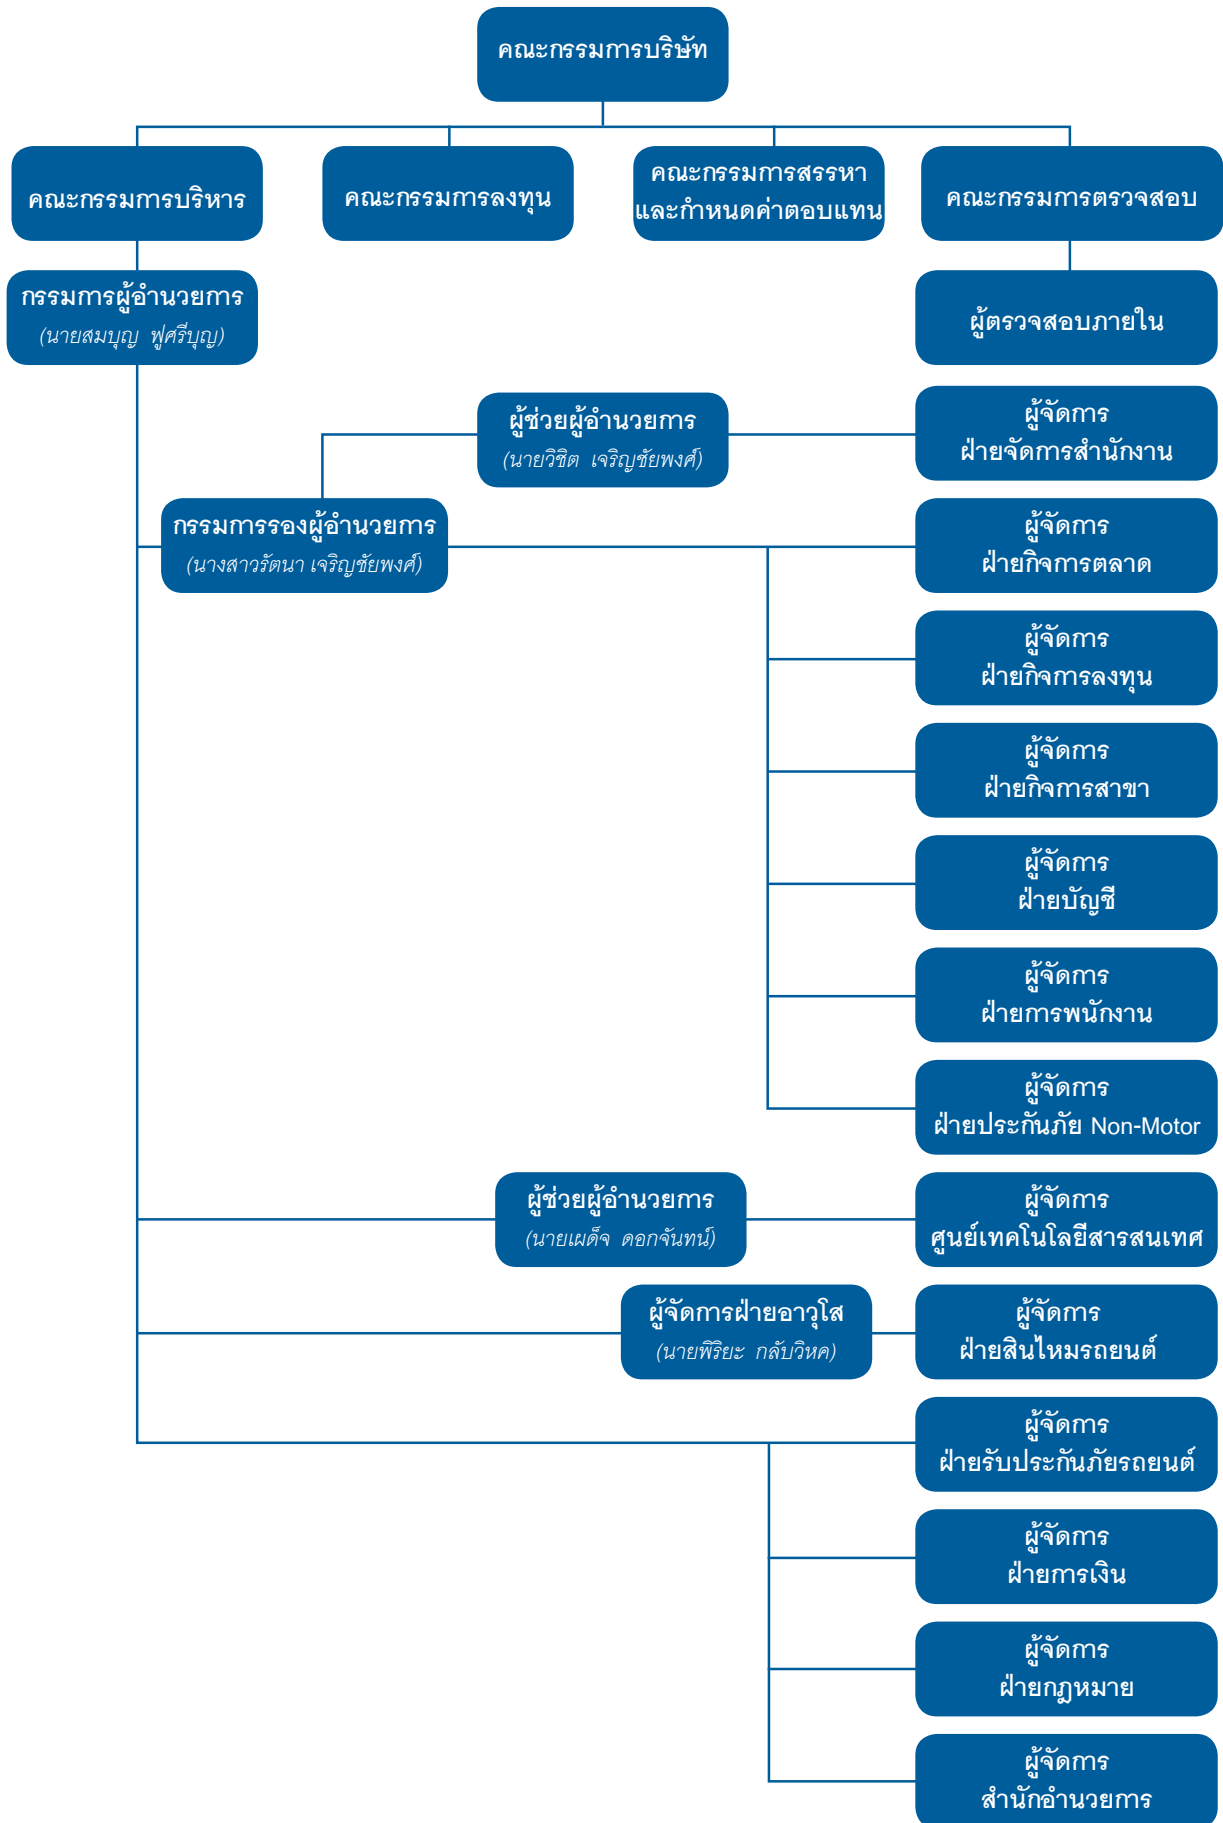 คณะกรรมการบริษัท
คณะกรรมการบริหาร
คณะกรรมการลงทุน
คณะกรรมการสรรหา
และกำหนดค่าตอบแทน
คณะกรรมการตรวจสอบ
กรรมการผู้อำนวยการ
(นายสมบุญ ฟูศรีบุญ)
ผู้ตรวจสอบภายใน
ผู้ช่วยผู้อำนวยการ
(นายวิชิต เจริญชัยพงศ์)
ผู้จัดการ
ฝ่ายจัดการสำนักงาน
กรรมการรองผู้อำนวยการ
(นางสาวรัตนา เจริญชัยพงศ์)
ผู้จัดการ
ฝ่ายกิจการตลาด
ผู้จัดการ
ฝ่ายกิจการลงทุน
ผู้จัดการ
ฝ่ายกิจการสาขา
ผู้จัดการ
ฝ่ายบัญชี
ผู้จัดการ
ฝ่ายการพนักงาน
ผู้จัดการ
ฝ่ายประกันภัย Non-Motor
ผู้ช่วยผู้อำนวยการ
(นายเผด็จ ดอกจันทน์)
ผู้จัดการ
ศูนย์เทคโนโลยีสารสนเทศ
ผู้จัดการฝ่ายอาวุโส
(นายพิริยะ กลับวิหค)
ผู้จัดการ
ฝ่ายสินไหมรถยนต์
ผู้จัดการ
ฝ่ายรับประกันภัยรถยนต์
ผู้จัดการ
ฝ่ายการเงิน
ผู้จัดการ
ฝ่ายกฎหมาย
ผู้จัดการ
สำนักอำนวยการ